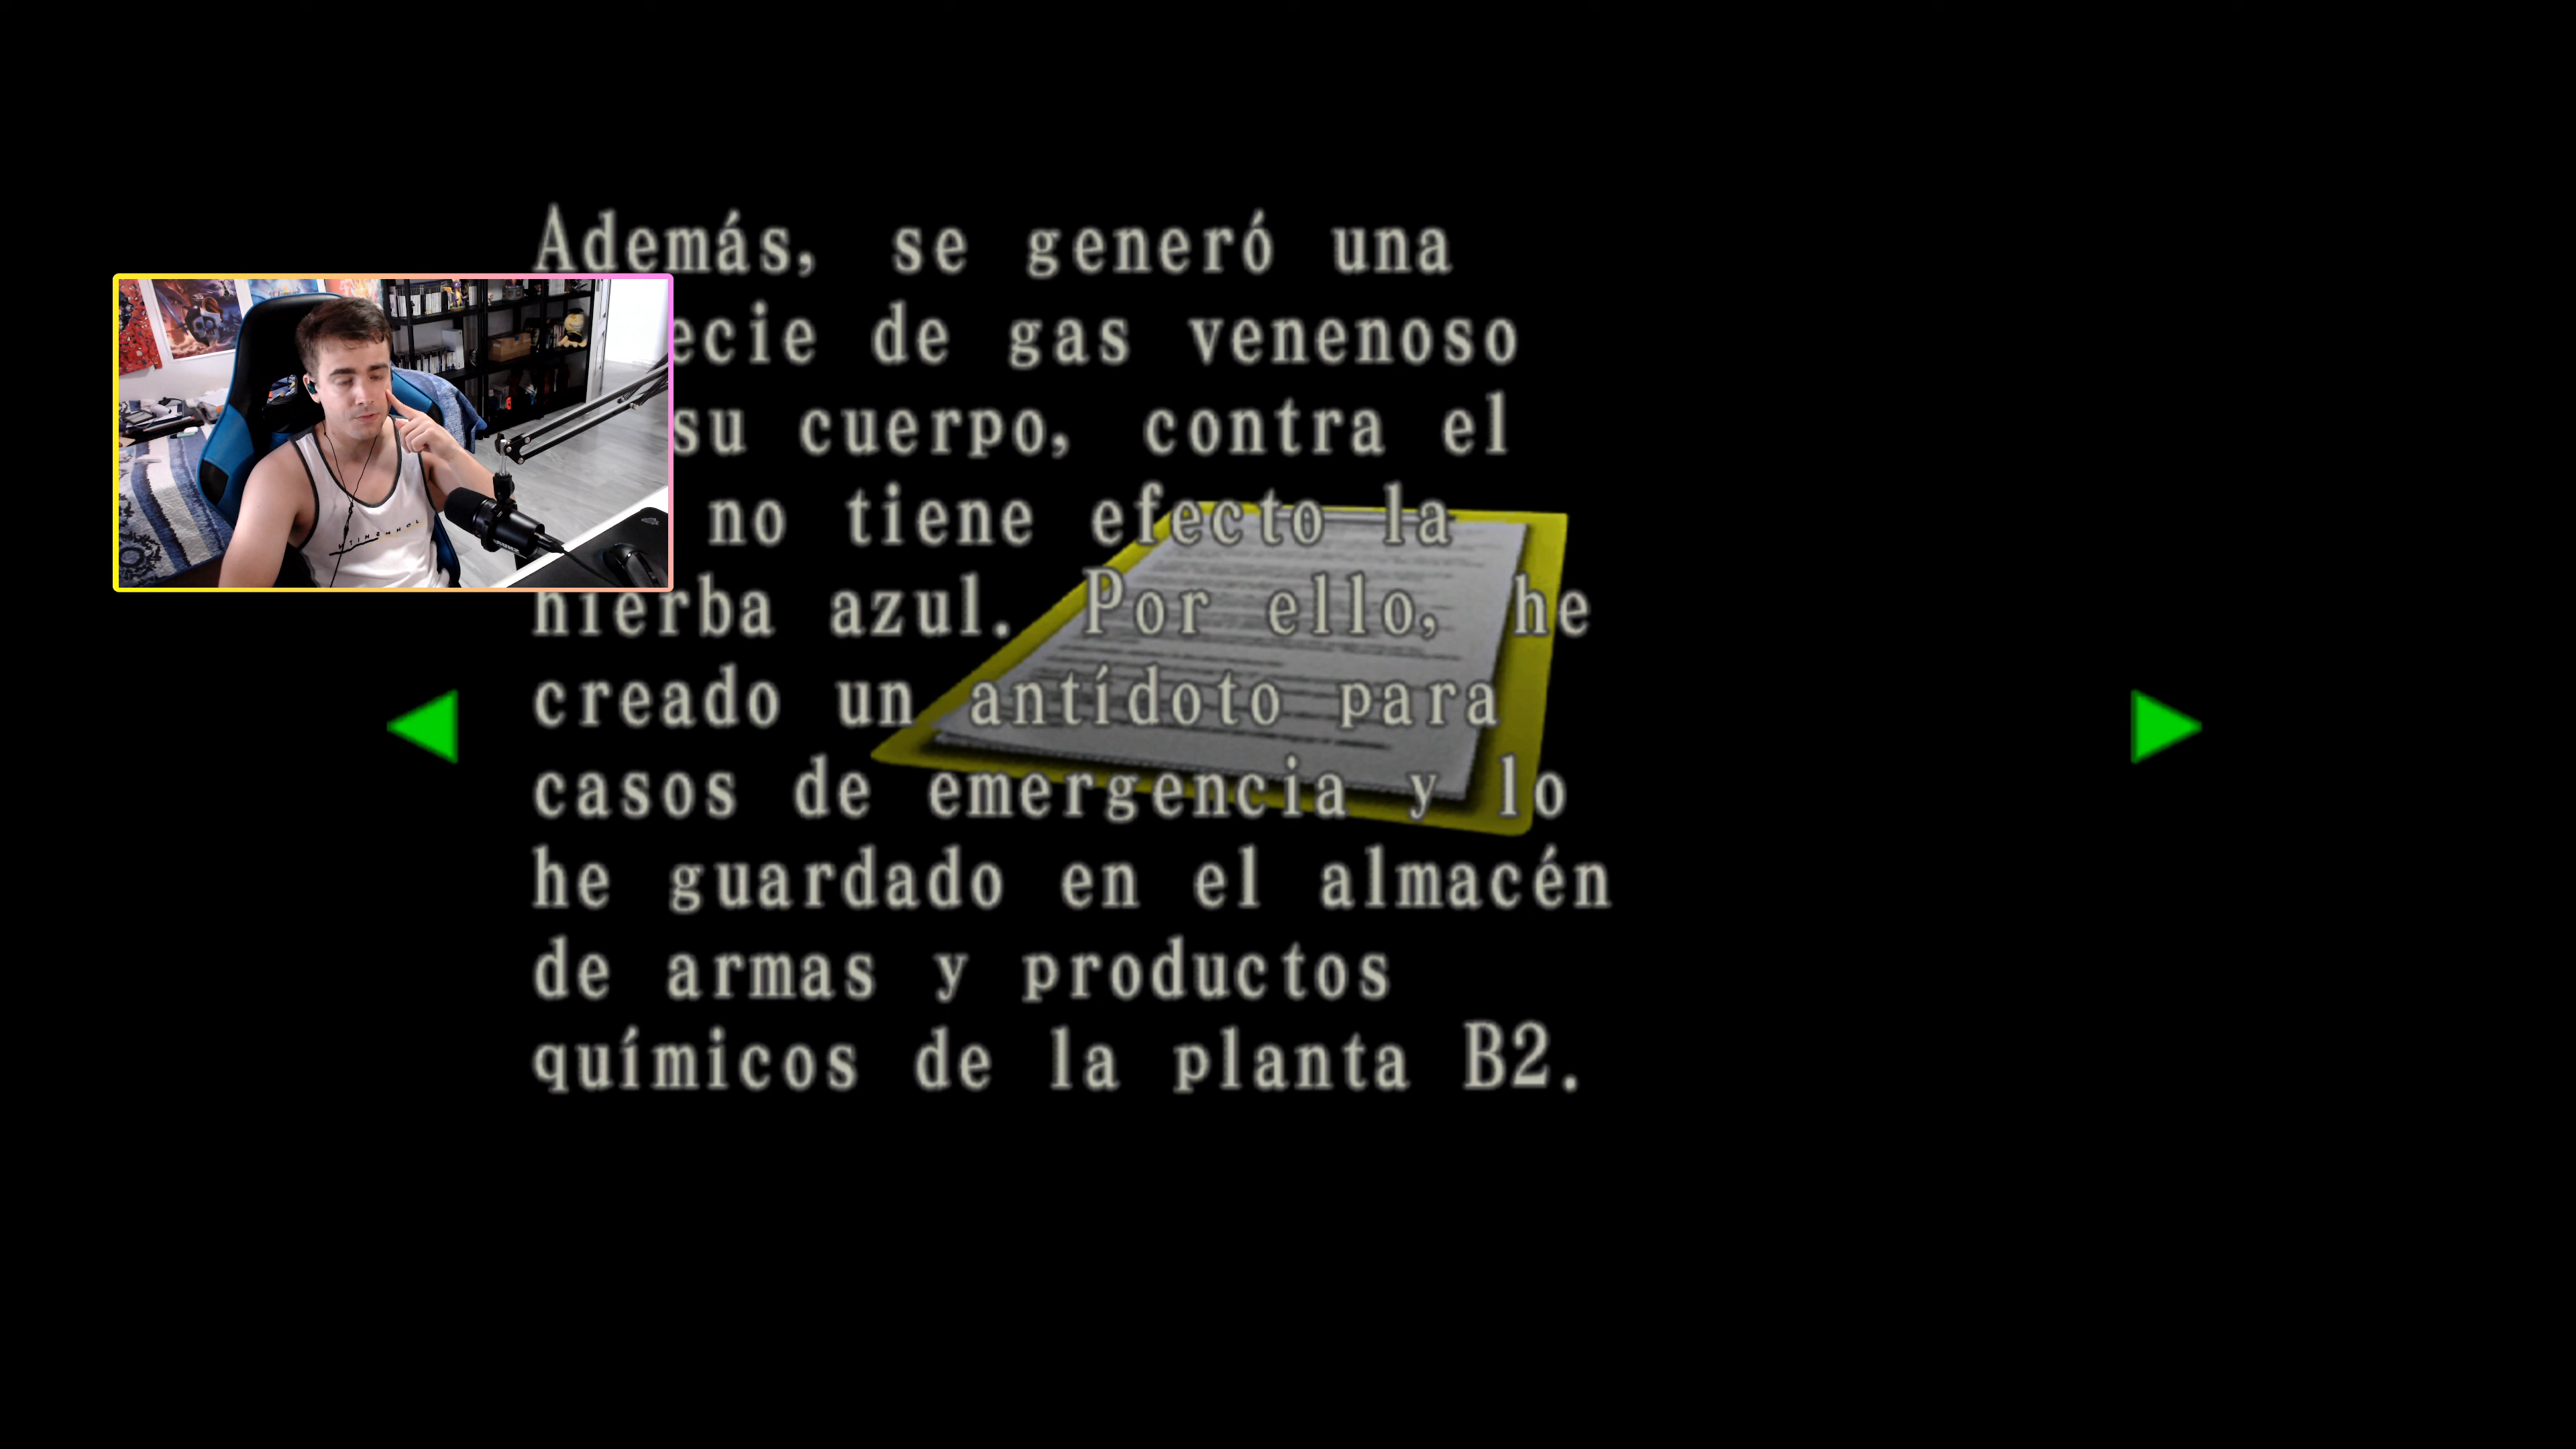 Además, se generó una
de gas venenoso
su cuerpo, contra el
no tiene efecto la
hierba azul. Por ello, he
creado un antídoto para
casos de emergencia y lo
he guardado en el almacén
de armas y productos
químicos de la planta B2.